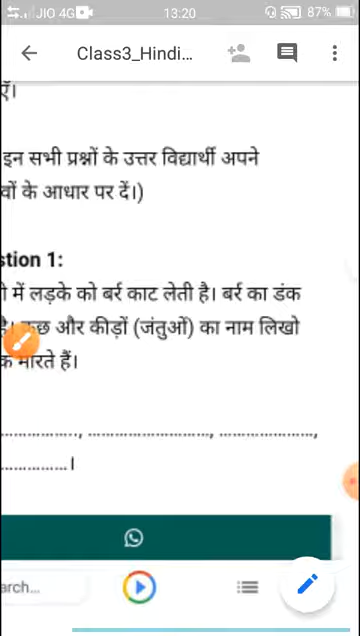 JIO 4G 13:20 87%
Class3_Hindi...
एँ।
इन सभी प्रश्नों के उत्तर विद्यार्थी अपने
वों के आधार पर दें।)
stion 1:
में लड़के को बर्र काट लेती है। बर्र का डंक
है। कुछ और कीड़ों (जंतुओं) का नाम लिखो
क मारते हैं।
................., ............................, ......................,
................।
arch...